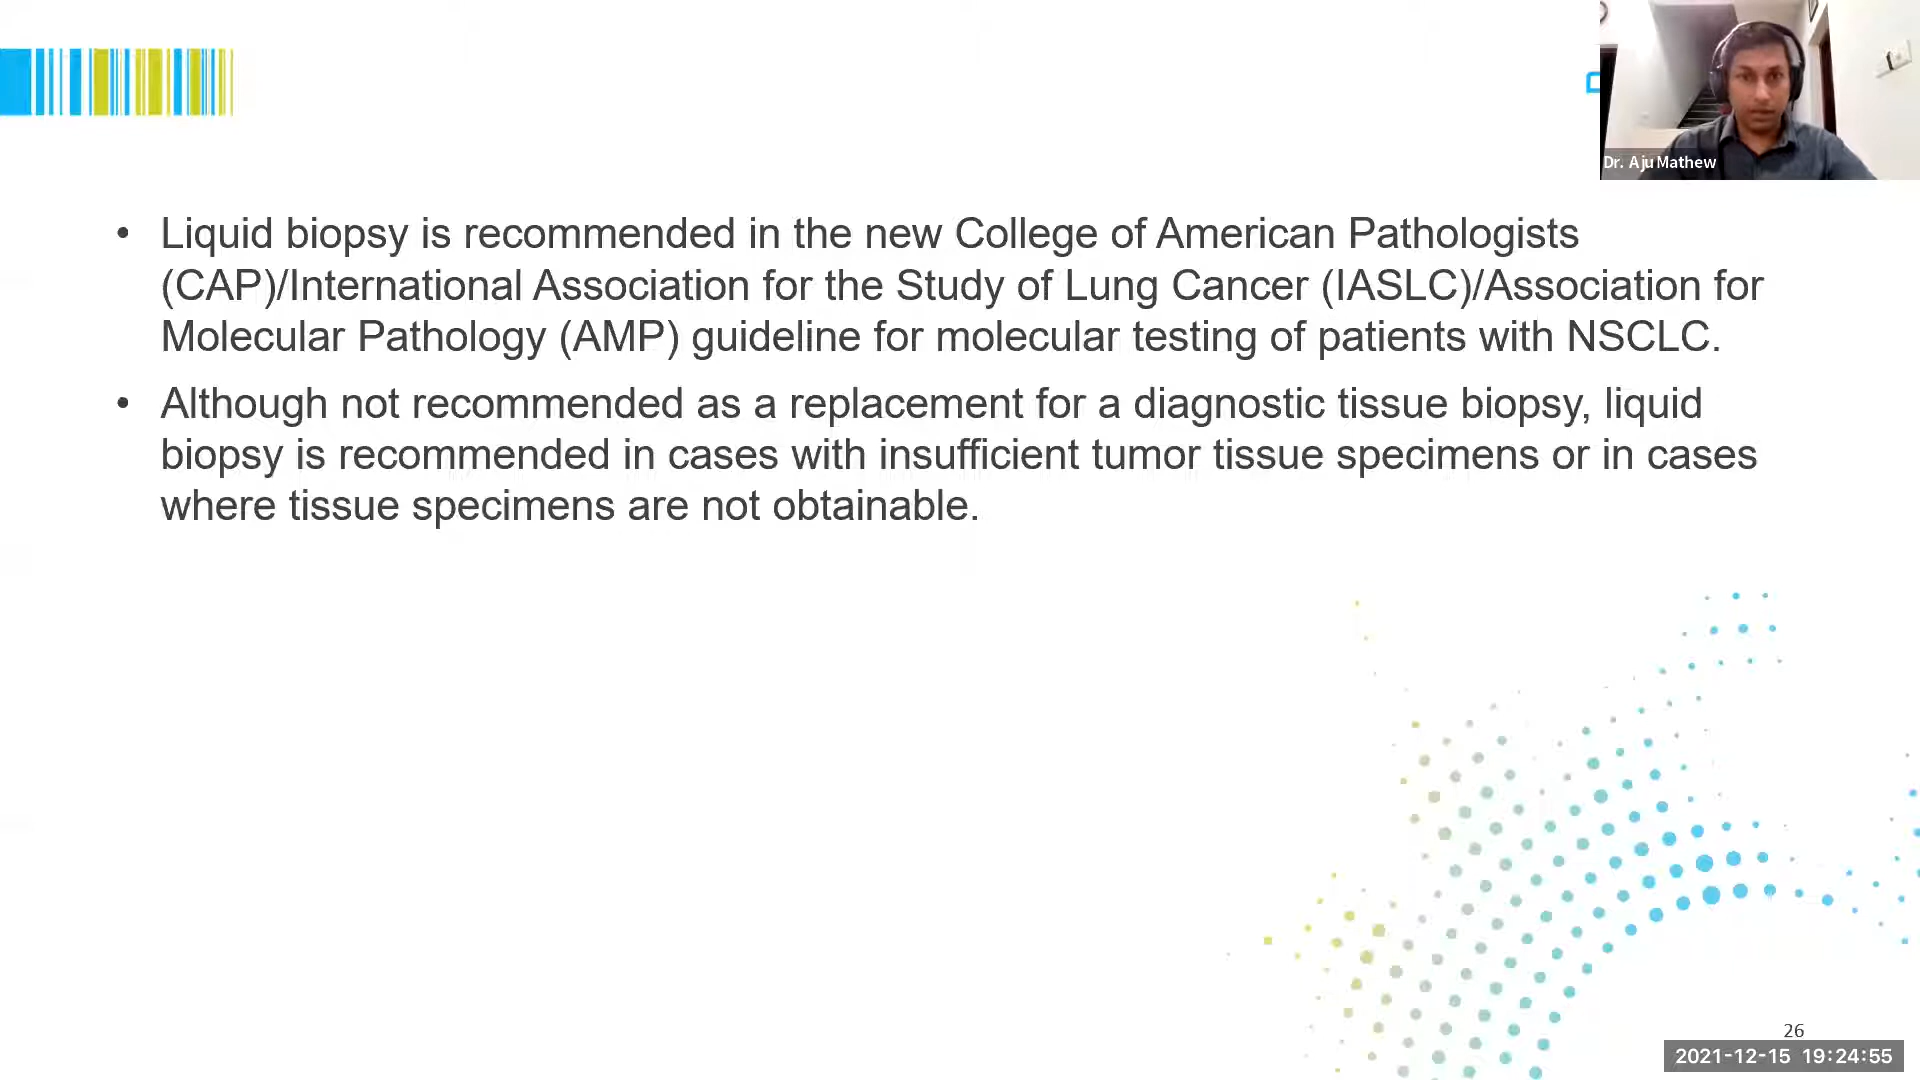 Dr. Aju Mathew
• Liquid biopsy is recommended in the new College of American Pathologists
(CAP)/International Association for the Study of Lung Cancer (IASLC)/Association for
Molecular Pathology (AMP) guideline for molecular testing of patients with NSCLC.
• Although not recommended as a replacement for a diagnostic tissue biopsy, liquid
biopsy is recommended in cases with insufficient tumor tissue specimens or in cases
where tissue specimens are not obtainable.
26
2021-12-15 19:24:55